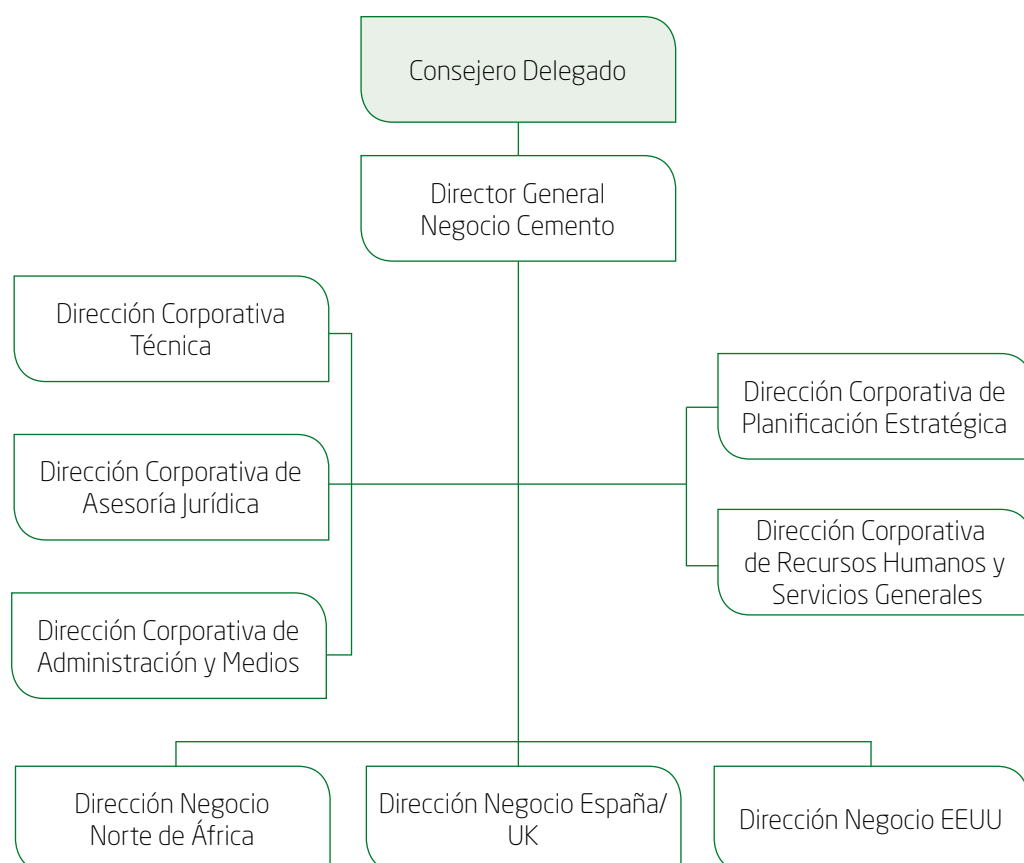 Consejero Delegado
Director General
Negocio Cemento
Dirección Corporativa
Técnica
Dirección Corporativa de
Planificación Estratégica
Dirección Corporativa de
Asesoría Jurídica
Dirección Corporativa
de Recursos Humanos y
Servicios Generales
Dirección Corporativa de
Administración y Medios
Dirección Negocio
Norte de África
Dirección Negocio España/
UK
Dirección Negocio EEUU